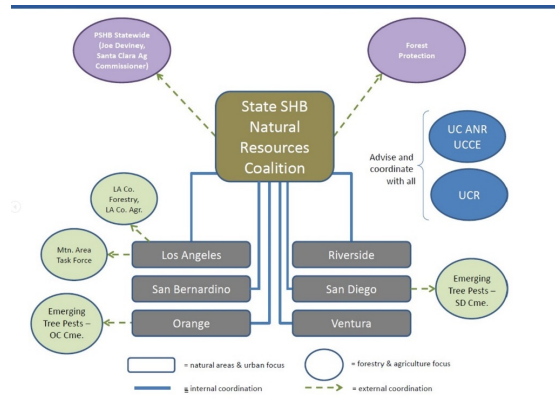 PSHB Statewide
(Joe Deviney,
Santa Clara Ag
Commissioner)
Forest
Protection
State SHB
Natural
Resources
Coalition
UC ANR
UCCE
Advise and
coordinate
with all
UCR
LA Co.
Forestry,
LA Co. Agr.
Mtn. Area
Task Force
Los Angeles
Riverside
San Bernardino
San Diego
Emerging
Tree Pests –
SD Cme.
Emerging
Tree Pests –
OC Cme.
Orange
Ventura
= natural areas & urban focus
= forestry & agriculture focus
= internal coordination
= external coordination